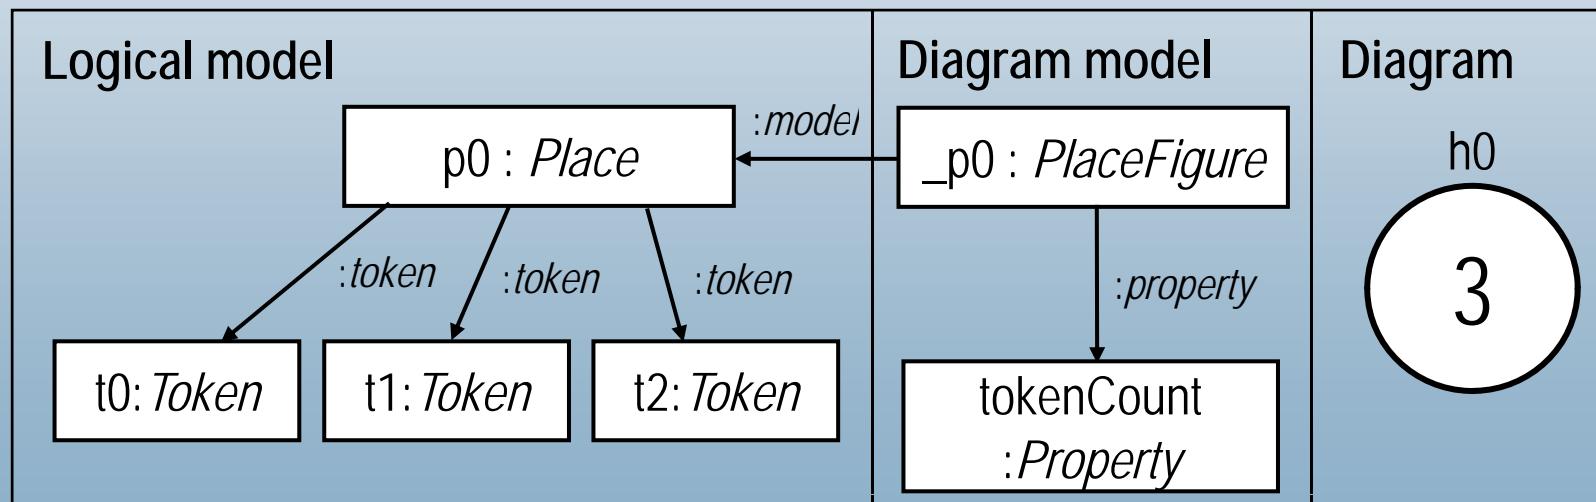 Logical model
p0 : Place
:token
:token
:token
t0: Token
t1: Token
t2: Token
:model
Diagram model
_p0 : PlaceFigure
:property
tokenCount
:Property
Diagram
h0
3